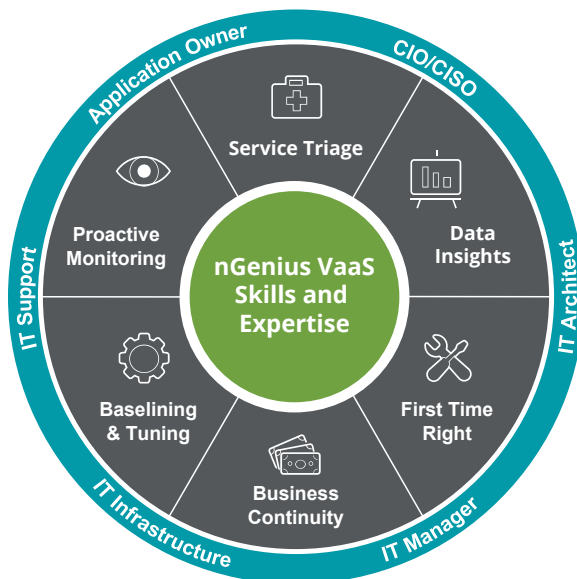 Application Owner
CIO/CISO
IT Architect
IT Manager
IT Infrastructure
IT Support
Service Triage
Data
Insights
First Time
Right
Business
Continuity
Baselining
& Tuning
Proactive
Monitoring
nGenius VaaS
Skills and
Expertise